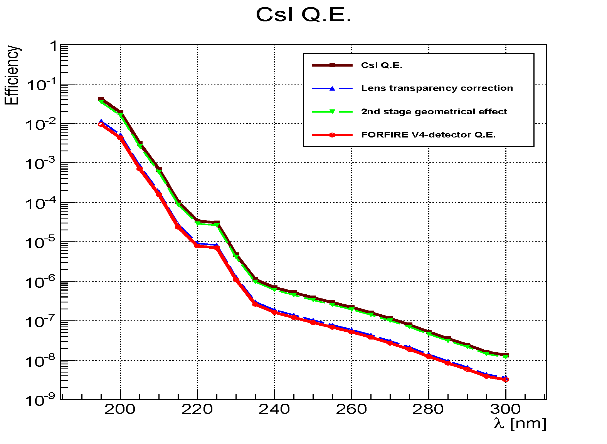 CsI Q.E.
Efficiency
1
10⁻¹
10⁻²
10⁻³
10⁻⁴
10⁻⁵
10⁻⁶
10⁻⁷
10⁻⁸
10⁻⁹
CsI Q.E.
Lens transparency correction
2nd stage geometrical effect
FORFIRE V4-detector Q.E.
200 220 240 260 280 300
λ [nm]